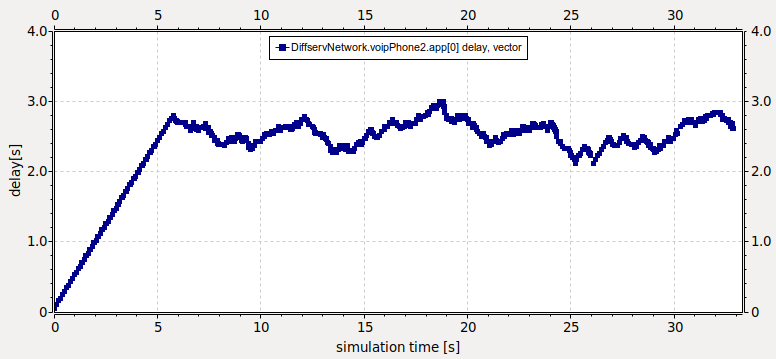 0 5 10 15 20 25 30
4.0 4.0
DiffservNetwork.voipPhone2.app[0] delay, vector
3.0 3.0
delay[s]
2.0 2.0
1.0 1.0
0 0
0 5 10 15 20 25 30
simulation time [s]